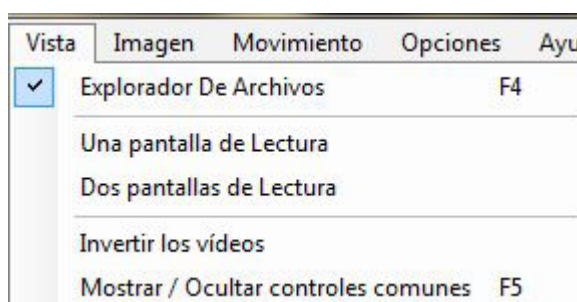 Vista Imagen Movimiento Opciones Ayu
Explorador De Archivos F4
Una pantalla de Lectura
Dos pantallas de Lectura
Invertir los vídeos
Mostrar / Ocultar controles comunes F5